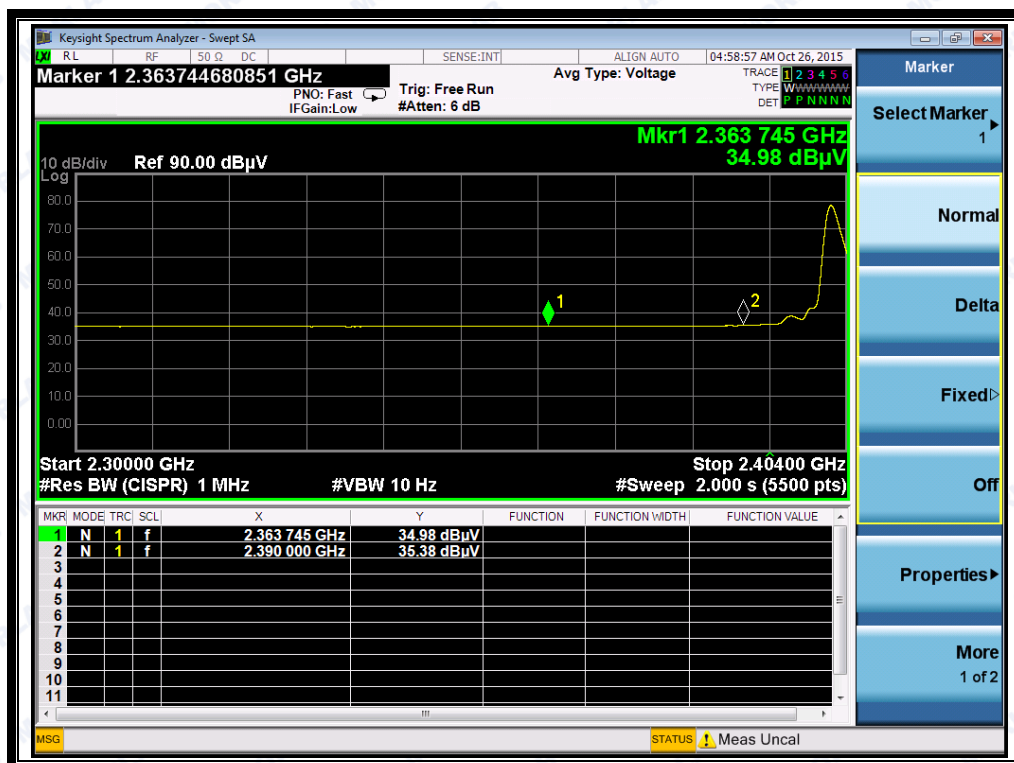 Keysight Spectrum Analyzer - Swept SA
LXI RL RF 50 Ω DC SENSE:INT ALIGN AUTO 04:58:57 AM Oct 26, 2015
Marker 1 2.363744680851 GHz Avg Type: Voltage TRACE 1 2 3 4 5 6
PNO: Fast Trig: Free Run TYPE WWWWWW
IFGain:Low #Atten: 6 dB DET P P N N N N
Mkr1 2.363 745 GHz
34.98 dBµV
10 dB/div Ref 90.00 dBµV
Log
80.0
70.0
60.0
50.0
1 2
40.0
30.0
20.0
10.0
0.00
Start 2.30000 GHz Stop 2.40400 GHz
#Res BW (CISPR) 1 MHz #VBW 10 Hz #Sweep 2.000 s (5500 pts)
MKR MODE TRC SCL X Y FUNCTION FUNCTION WIDTH FUNCTION VALUE
1 N 1 f 2.363 745 GHz 34.98 dBµV
2 N 1 f 2.390 000 GHz 35.38 dBµV
3
4
5
6
7
8
9
10
11
MSG STATUS Meas Uncal
Marker
Select Marker
1
Normal
Delta
Fixed
Off
Properties
More
1 of 2